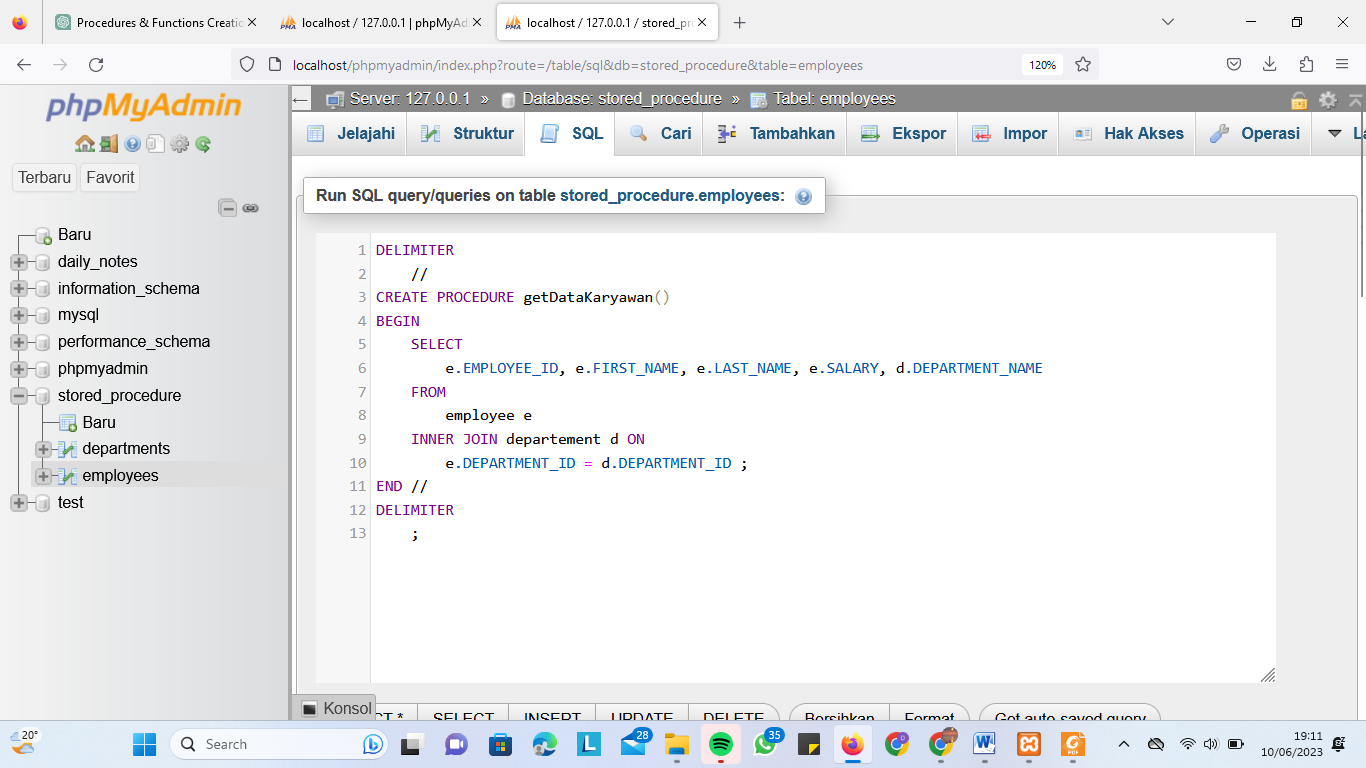 Procedures & Functions Creatio
localhost / 127.0.0.1 | phpMyAd
localhost / 127.0.0.1 / stored_pr
localhost/phpmyadmin/index.php?route=/table/sql&db=stored_procedure&table=employees
120%
phpMyAdmin
Terbaru Favorit
Baru
daily_notes
information_schema
mysql
performance_schema
phpmyadmin
stored_procedure
Baru
departments
employees
test
Server: 127.0.0.1 » Database: stored_procedure » Tabel: employees
Jelajahi Struktur SQL Cari Tambahkan Ekspor Impor Hak Akses Operasi
Run SQL query/queries on table stored_procedure.employees:
1 DELIMITER
2 //
3 CREATE PROCEDURE getDataKaryawan()
4 BEGIN
5 SELECT
6 e.EMPLOYEE_ID, e.FIRST_NAME, e.LAST_NAME, e.SALARY, d.DEPARTMENT_NAME
7 FROM
8 employee e
9 INNER JOIN departement d ON
10 e.DEPARTMENT_ID = d.DEPARTMENT_ID ;
11 END //
12 DELIMITER
13 ;
Konsol
CT * SELECT INSERT UPDATE DELETE Bersihkan Format Get auto-saved query
20°
Search
28
35
19:11
10/06/2023